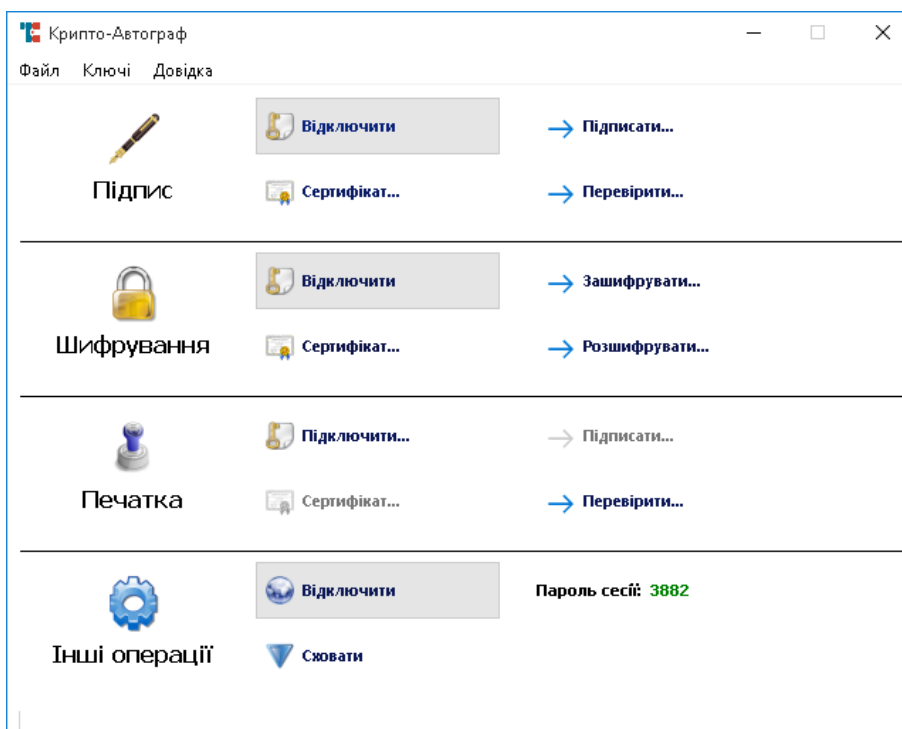 Крипто-Автограф
Файл Ключі Довідка
Відключити
Підписати...
Підпис
Сертифікат...
Перевірити...
Відключити
Зашифрувати...
Шифрування
Сертифікат...
Розшифрувати...
Підключити...
Підписати...
Печатка
Сертифікат...
Перевірити...
Відключити
Пароль сесії: 3882
Інші операції
Сховати